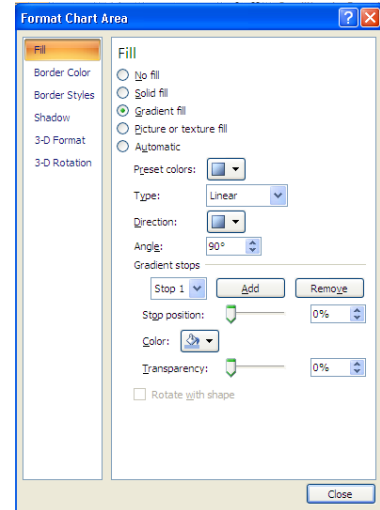 Format Chart Area
Fill
Border Color
Border Styles
Shadow
3-D Format
3-D Rotation
Fill
No fill
Solid fill
Gradient fill
Picture or texture fill
Automatic
Preset colors:
Type: Linear
Direction:
Angle: 90°
Gradient stops
Stop 1 Add Remove
Stop position: 0%
Color:
Transparency: 0%
Rotate with shape
Close